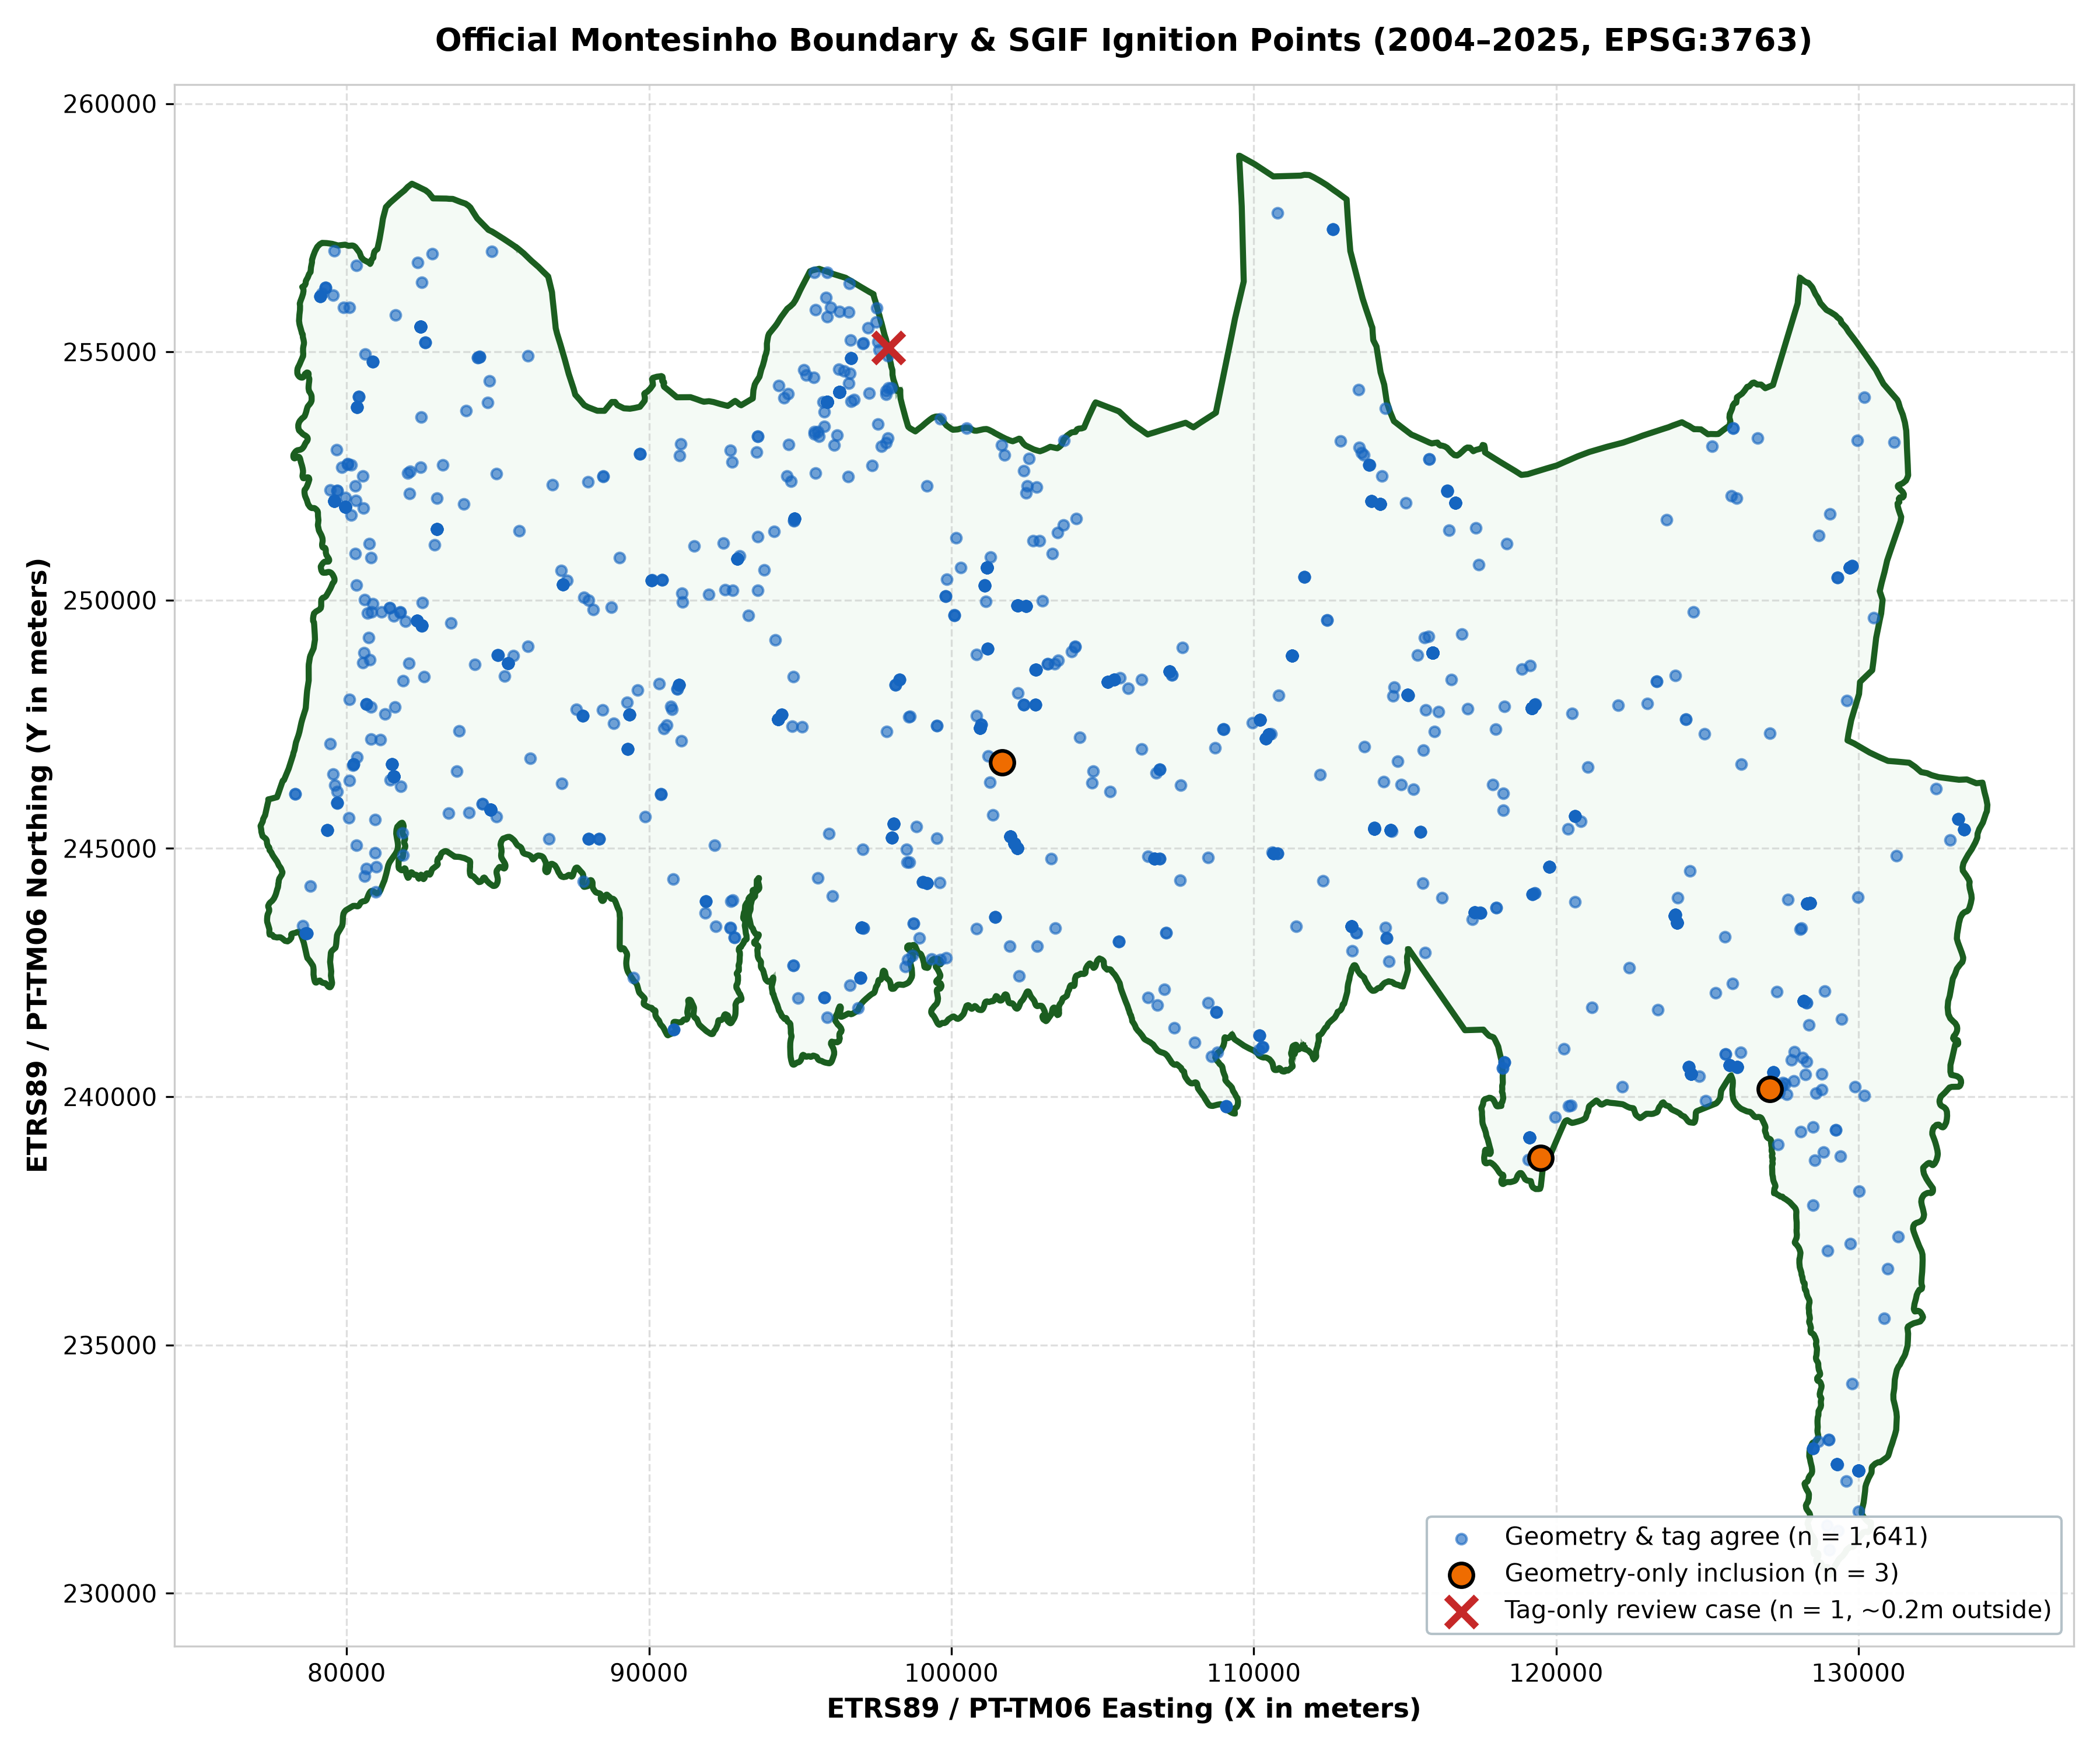 Official Montesinho Boundary & SGIF Ignition Points (2004–2025, EPSG:3763)
260000
255000
250000
245000
240000
235000
230000
ETRS89 / PT-TM06 Northing (Y in meters)
Geometry & tag agree (n = 1,641)
Geometry-only inclusion (n = 3)
Tag-only review case (n = 1, ~0.2m outside)
80000 90000 100000 110000 120000 130000
ETRS89 / PT-TM06 Easting (X in meters)